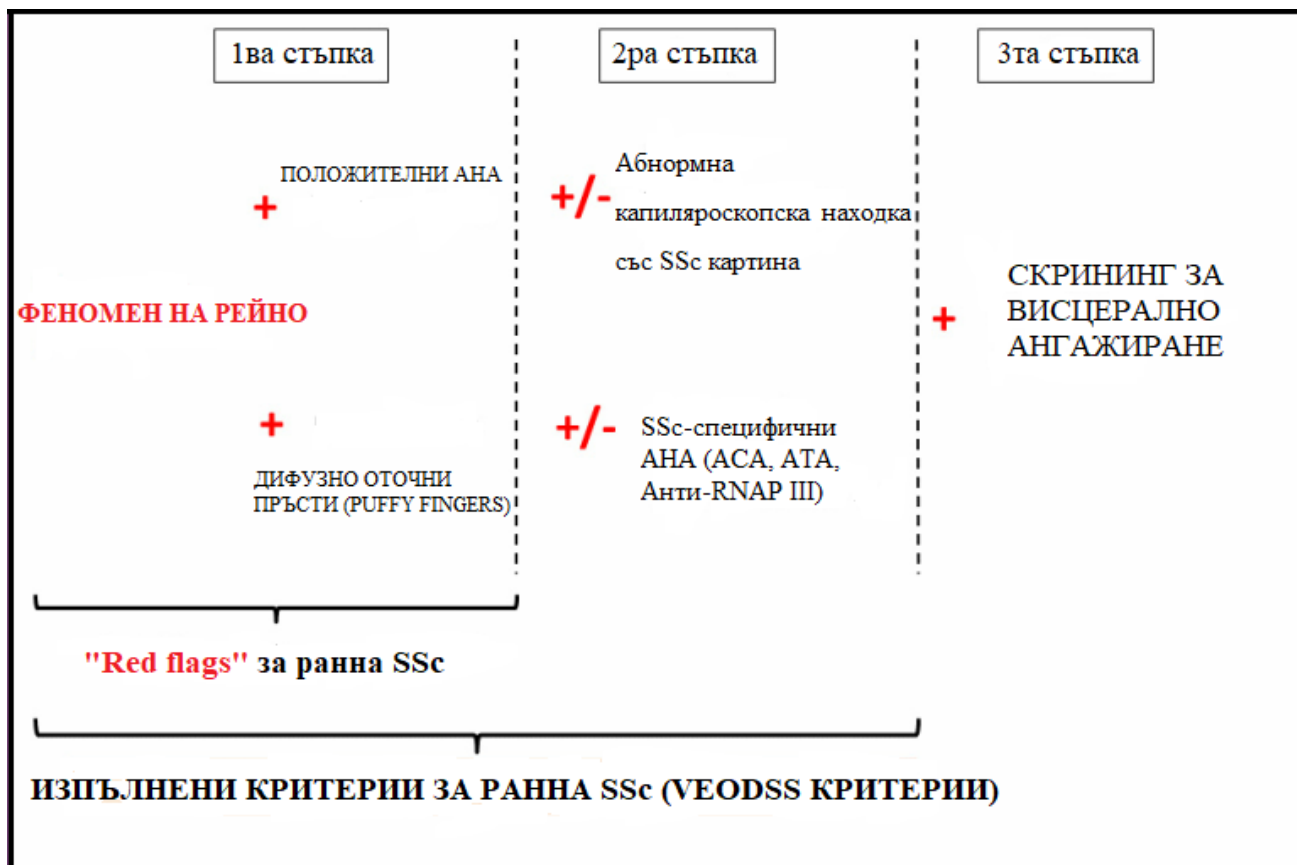 1ва стъпка
2ра стъпка
3та стъпка
ПОЛОЖИТЕЛНИ АНА
+
ФЕНОМЕН НА РЕЙНО
+
ДИФУЗНО ОТОЧНИ
ПРЪСТИ (PUFFY FINGERS)
+/-
Абнормна
капиляроскопска находка
със SSc картина
+/-
SSc-специфични
АНА (ACA, ATA,
Анти-RNAP III)
+
СКРИНИНГ ЗА
ВИСЦЕРАЛНО
АНГАЖИРАНЕ
"Red flags" за ранна SSc
ИЗПЪЛНЕНИ КРИТЕРИИ ЗА РАННА SSc (VEODSS КРИТЕРИИ)